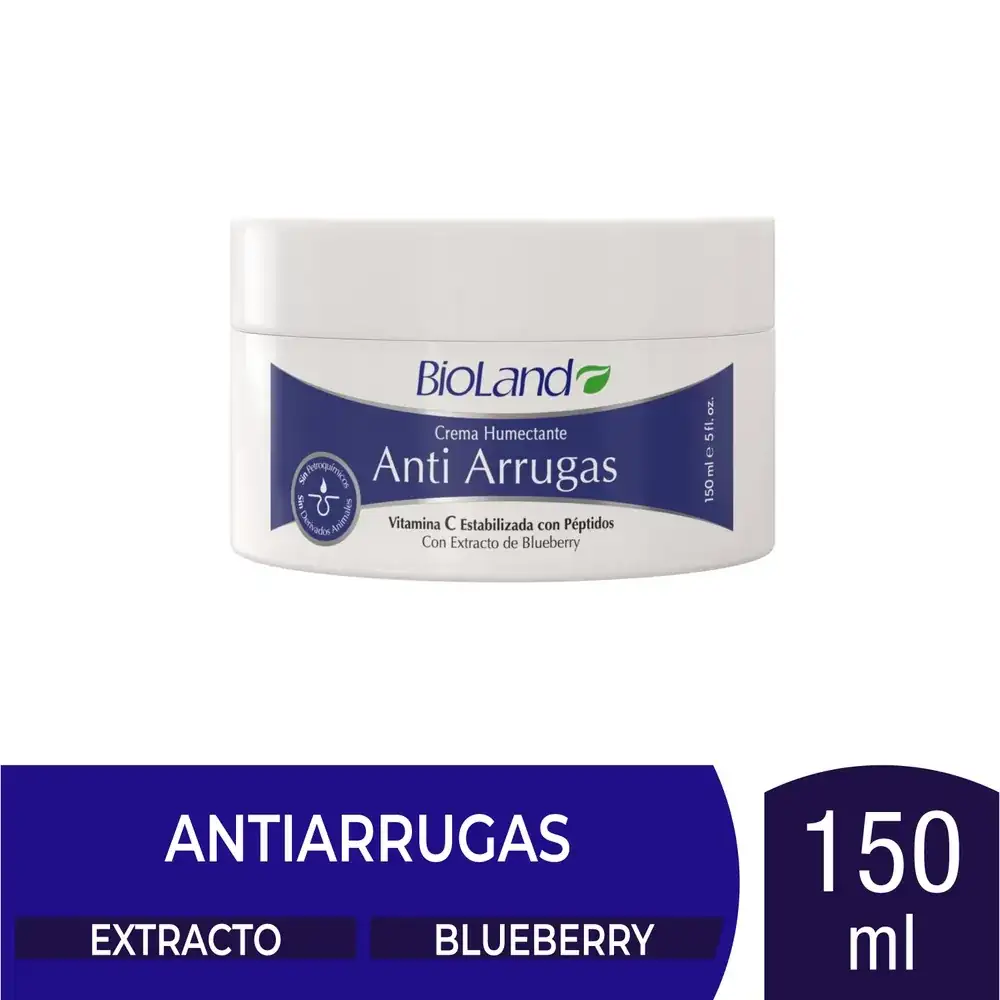 BioLand
Crema Humectante
Anti Arrugas
150 ml e 5 fl. oz.
Sin Petroquímicos
Sin Derivados Animales
Vitamina C Estabilizada con Péptidos
Con Extracto de Blueberry
ANTIARRUGAS
EXTRACTO
BLUEBERRY
150
ml